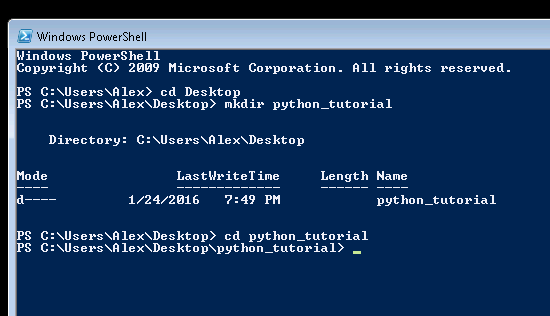 Windows PowerShell
Windows PowerShell
Copyright (C) 2009 Microsoft Corporation. All rights reserved.
PS C:\Users\Alex> cd Desktop
PS C:\Users\Alex\Desktop> mkdir python_tutorial
Directory: C:\Users\Alex\Desktop
Mode LastWriteTime Length Name
---- ------------- ------ ----
d---- 1/24/2016 7:49 PM python_tutorial
PS C:\Users\Alex\Desktop> cd python_tutorial
PS C:\Users\Alex\Desktop\python_tutorial> _